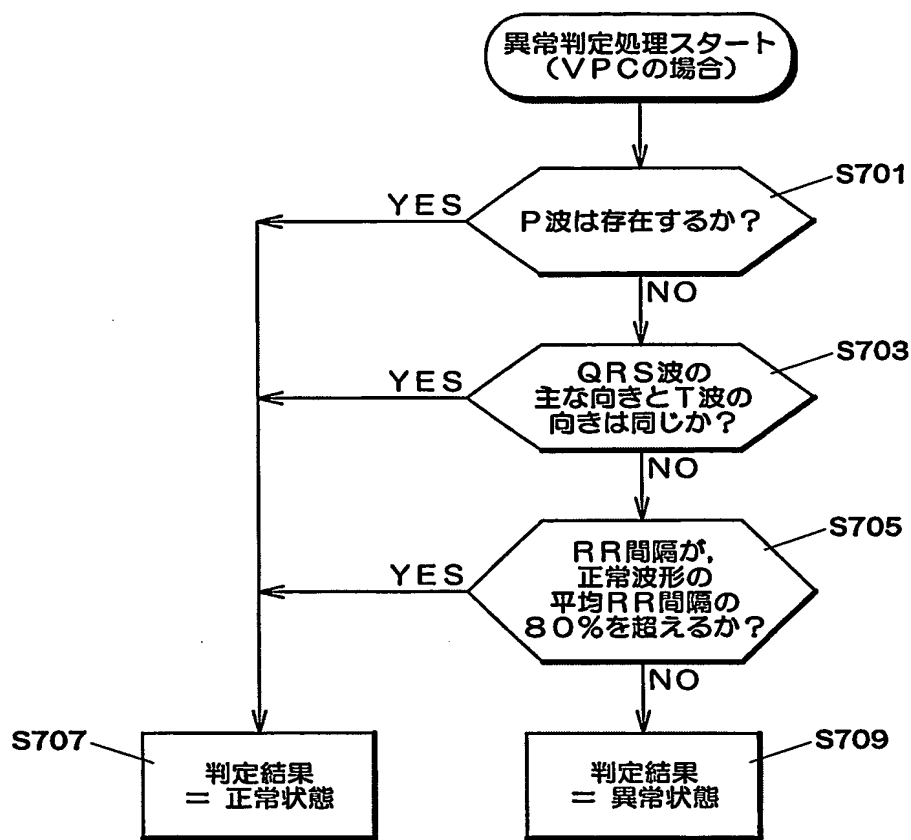 異常判定処理スタート
(VPCの場合)
S701
YES
P波は存在するか?
NO
S703
YES
QRS波の
主な向きとT波の
向きは同じか?
NO
S705
YES
RR間隔が,
正常波形の
平均RR間隔の
80%を超えるか?
NO
S707
判定結果
= 正常状態
S709
判定結果
= 異常状態